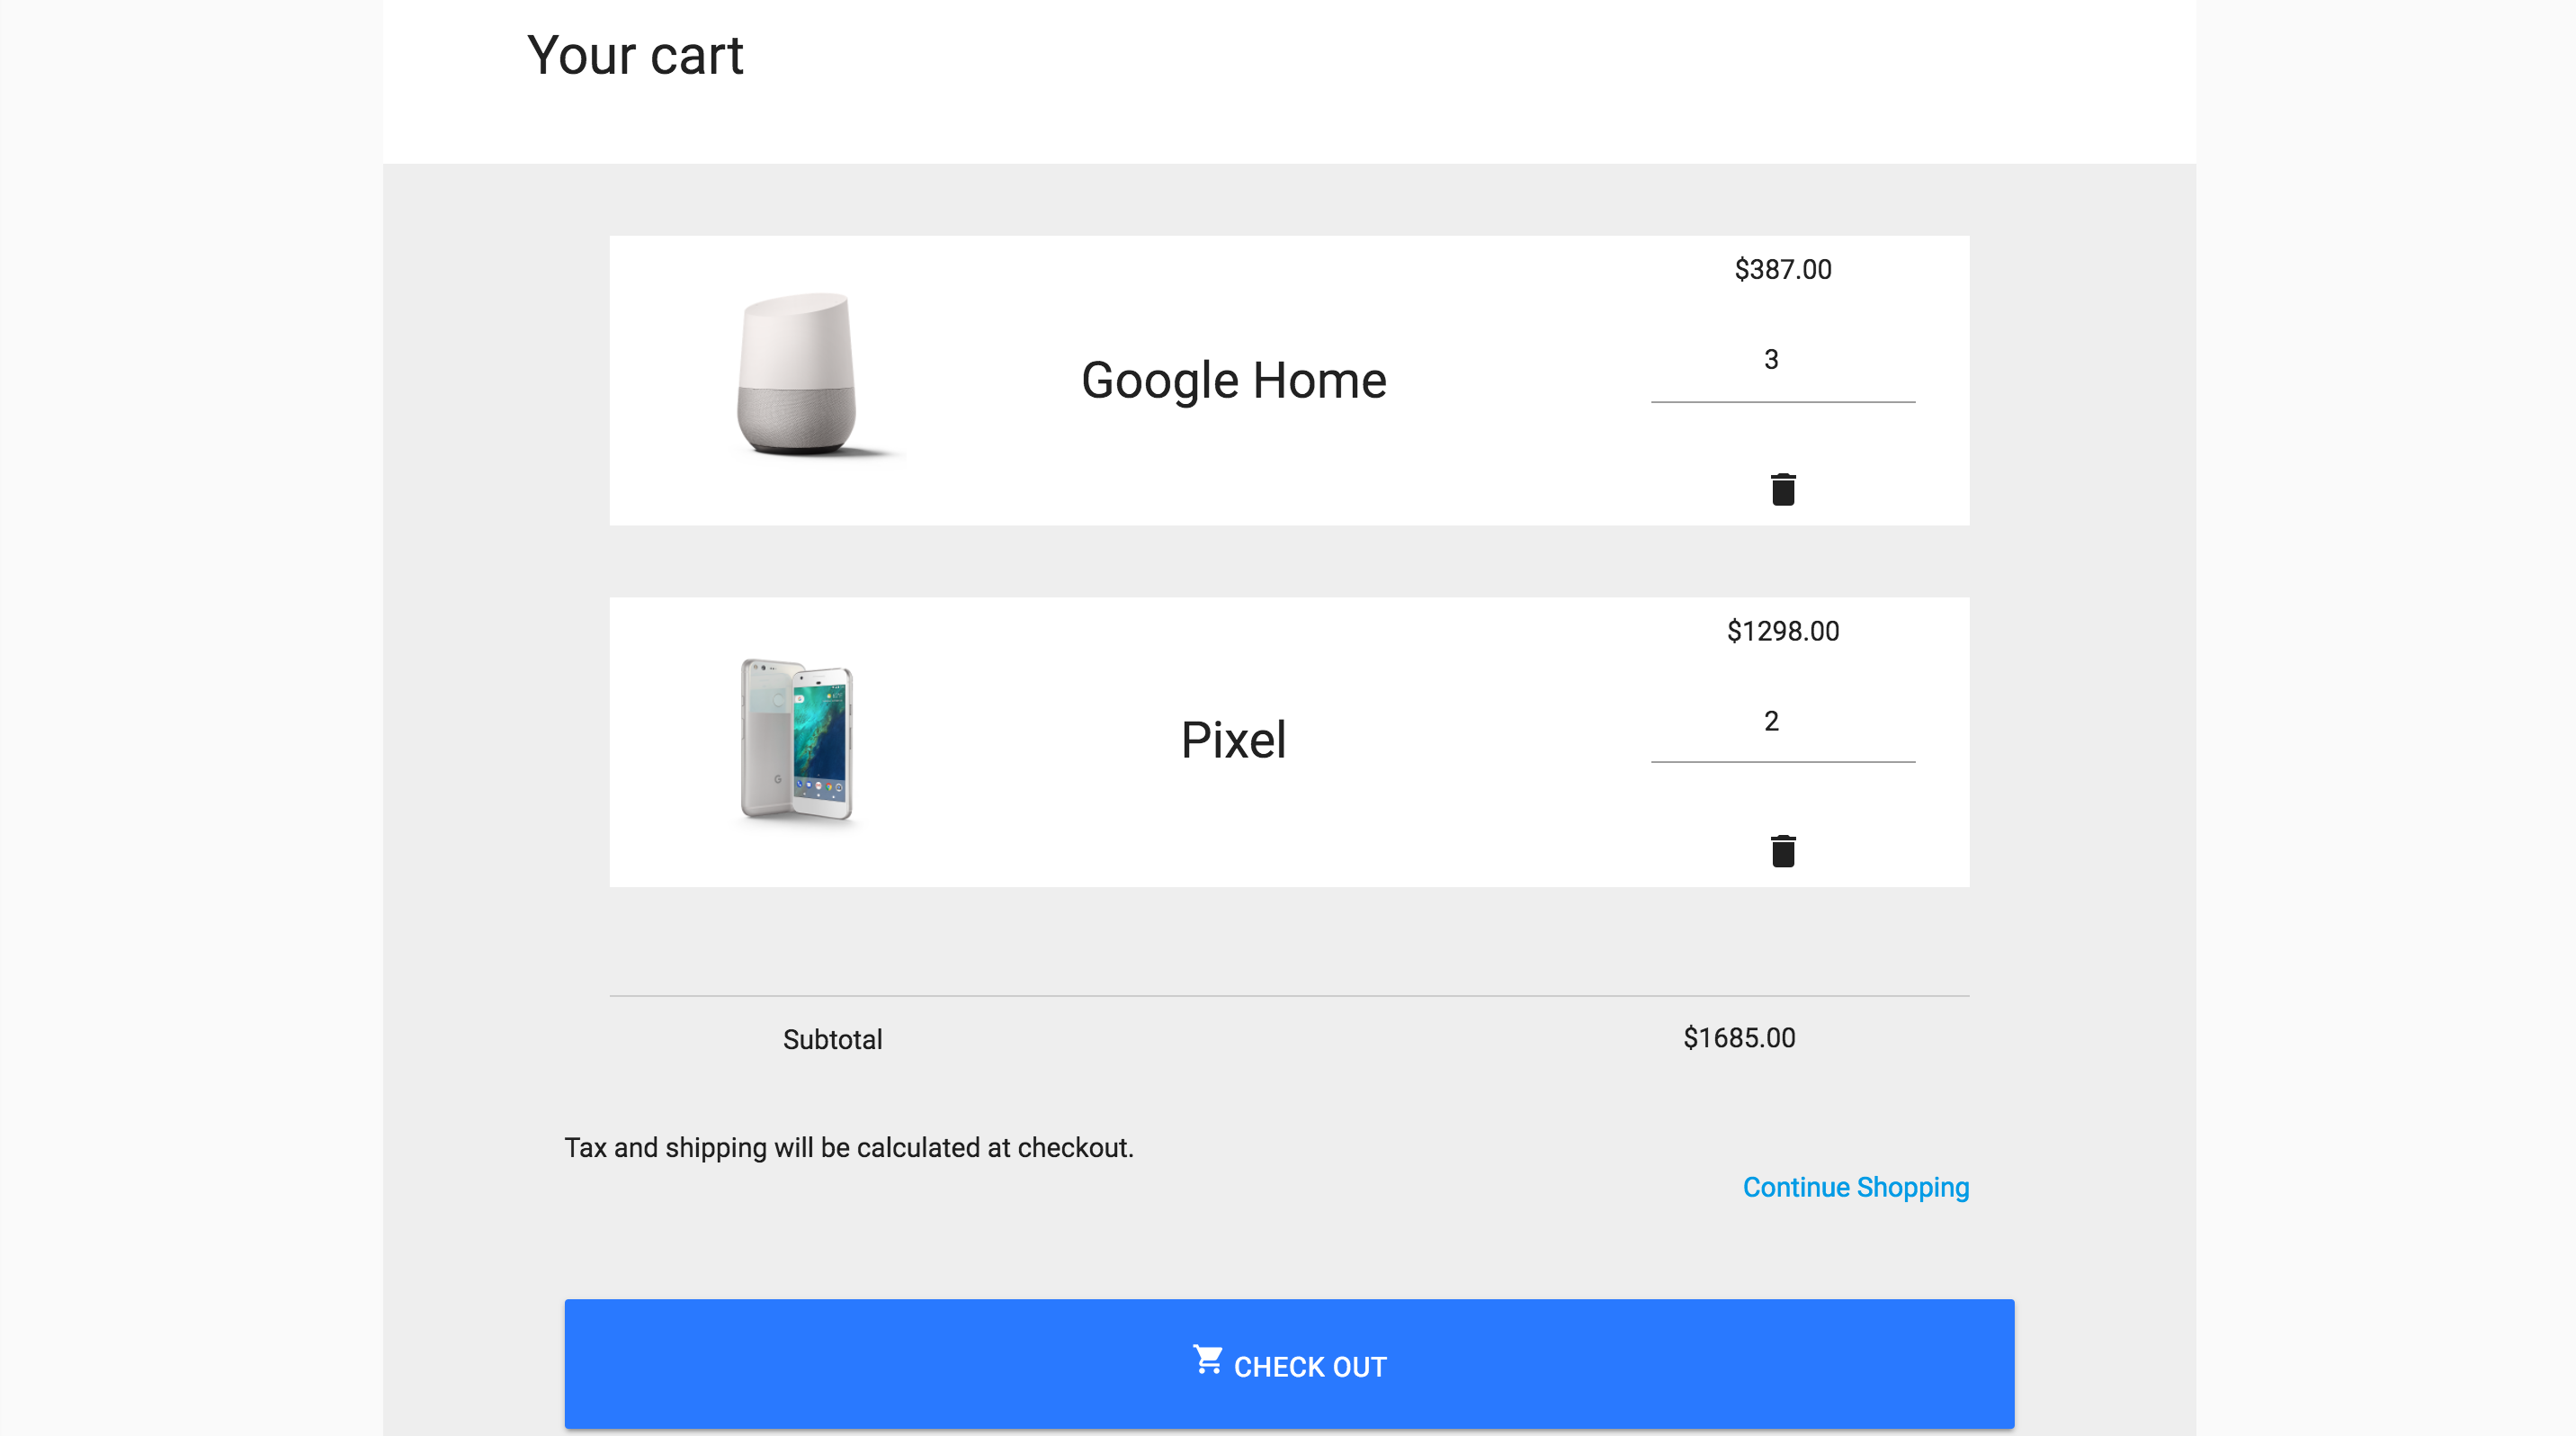 Your cart
$387.00
3
Google Home
$1298.00
2
Pixel
Subtotal
$1685.00
Tax and shipping will be calculated at checkout.
Continue Shopping
CHECK OUT